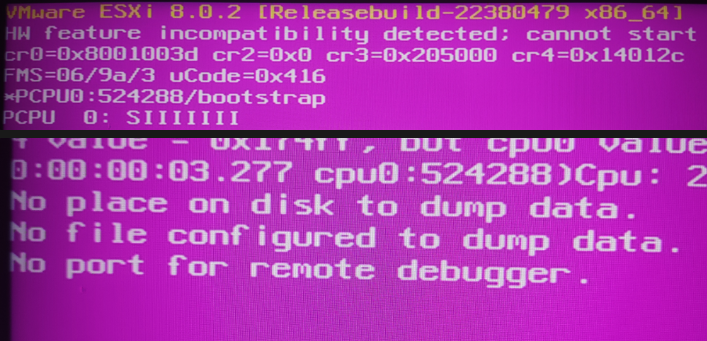 VMware ESXi 8.0.2 [Releasebuild-22380479 x86_64]
HW feature incompatibility detected; cannot start
cr0=0x8001003d cr2=0x0 cr3=0x205000 cr4=0x14012c
FMS=06/9a/3 uCode=0x416
*PCPU0:524288/bootstrap
PCPU 0: SIIIIIII
value = 0x1f4ff, but cpu0 value
0:00:00:03.277 cpu0:524288)Cpu: 2
No place on disk to dump data.
No file configured to dump data.
No port for remote debugger.